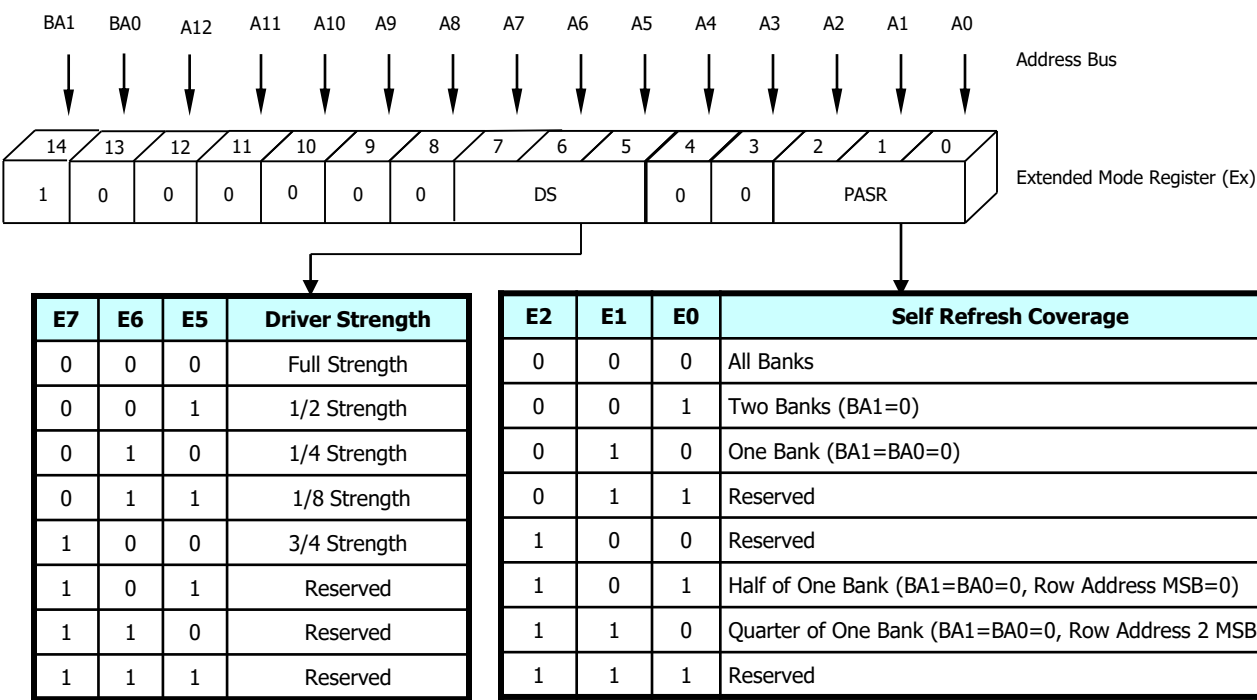 BA1 BA0 A12 A11 A10 A9 A8 A7 A6 A5 A4 A3 A2 A1 A0
Address Bus
14 13 12 11 10 9 8 7 6 5 4 3 2 1 0
1 0 0 0 0 0 0 DS 0 0 PASR
Extended Mode Register (Ex)
E7 E6 E5 Driver Strength
0 0 0 Full Strength
0 0 1 1/2 Strength
0 1 0 1/4 Strength
0 1 1 1/8 Strength
1 0 0 3/4 Strength
1 0 1 Reserved
1 1 0 Reserved
1 1 1 Reserved
E2 E1 E0 Self Refresh Coverage
0 0 0 All Banks
0 0 1 Two Banks (BA1=0)
0 1 0 One Bank (BA1=BA0=0)
0 1 1 Reserved
1 0 0 Reserved
1 0 1 Half of One Bank (BA1=BA0=0, Row Address MSB=0)
1 1 0 Quarter of One Bank (BA1=BA0=0, Row Address 2 MSB
1 1 1 Reserved